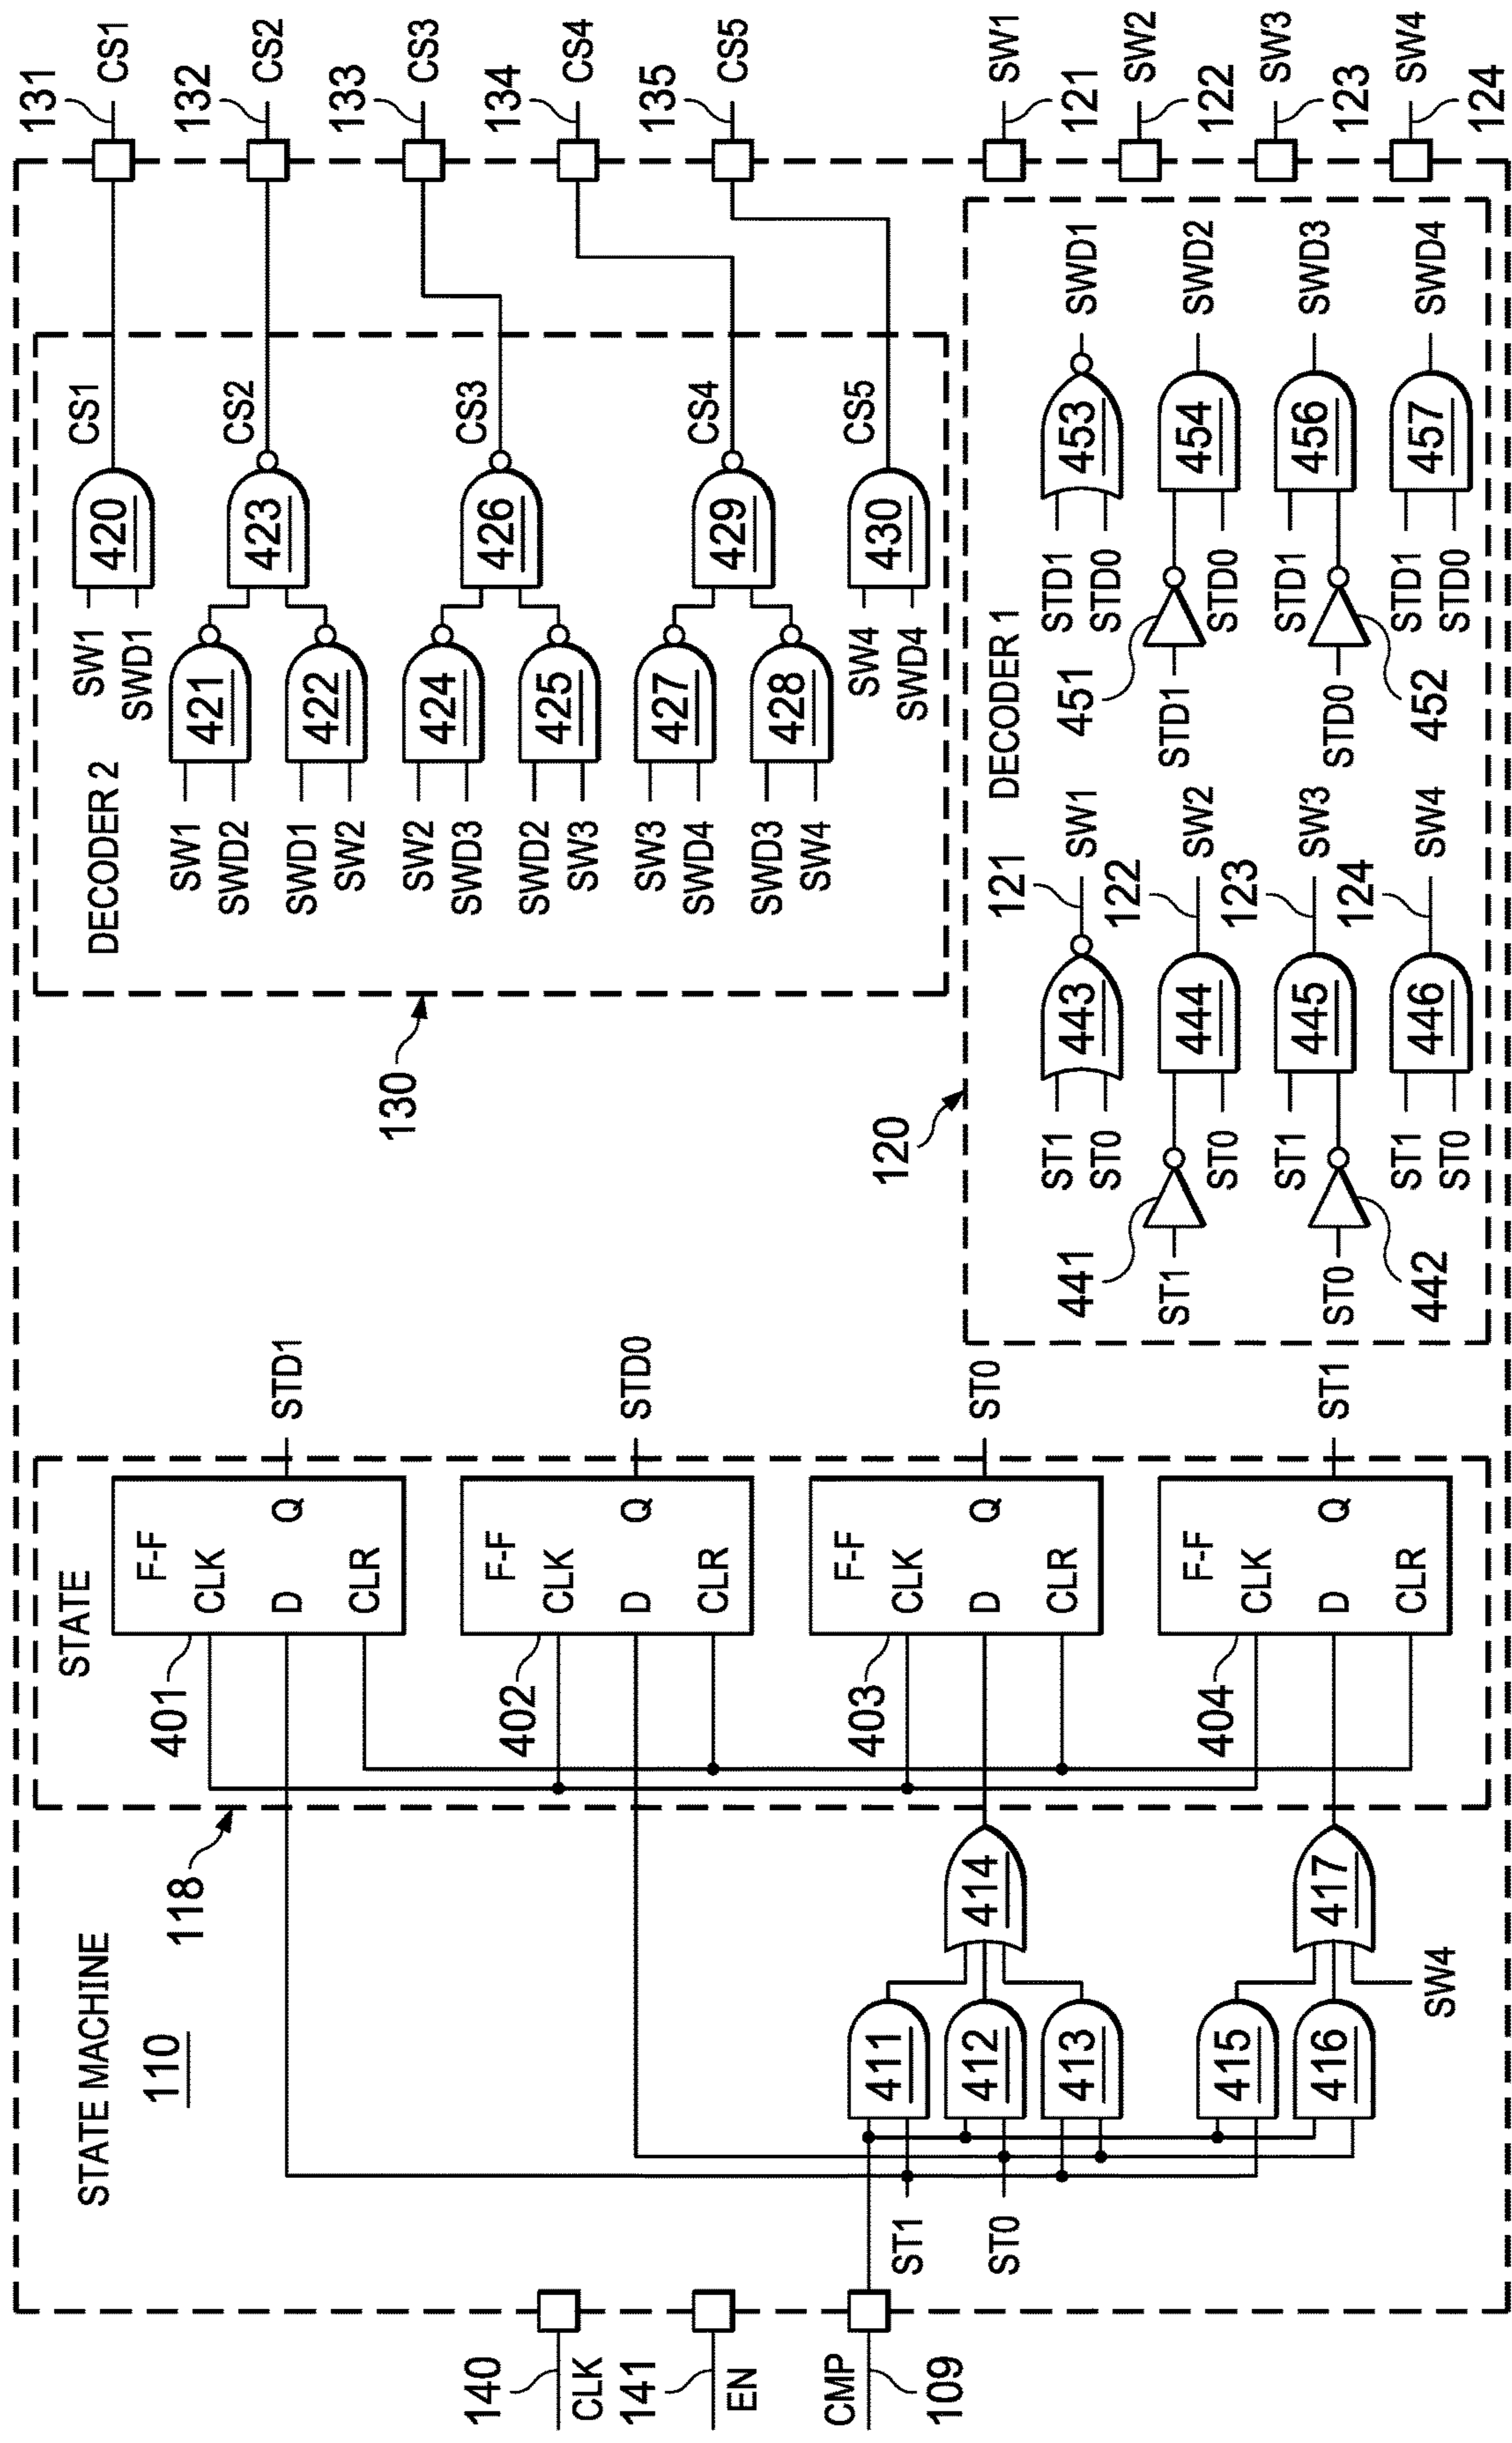 STATE MACHINE
110
140
CLK
141
EN
CMP
109
ST1
ST0
411
412
413
414
415
416
417
SW4
118
STATE
401
F-F
CLK
D
Q
CLR
STD1
402
F-F
CLK
D
Q
CLR
STD0
403
F-F
CLK
D
Q
CLR
ST0
404
F-F
CLK
D
Q
CLR
ST1
130
DECODER 2
SW1
SWD1
420
CS1
SW1
SWD2
421
SWD1
SW2
422
423
CS2
SW2
SWD3
424
SWD2
SW3
425
426
CS3
SW3
SWD4
427
SWD3
SW4
428
429
CS4
SW4
SWD4
430
CS5
131
CS1
132
CS2
133
CS3
134
CS4
135
CS5
120
DECODER 1
ST1
ST0
443
121
SW1
441
ST1
ST0
444
122
SW2
ST1
ST0
442
445
123
SW3
ST1
ST0
446
124
SW4
STD1
STD0
453
SWD1
451
STD1
STD0
454
SWD2
STD1
STD0
452
456
SWD3
STD1
STD0
457
SWD4
SW1
121
SW2
122
SW3
123
SW4
124